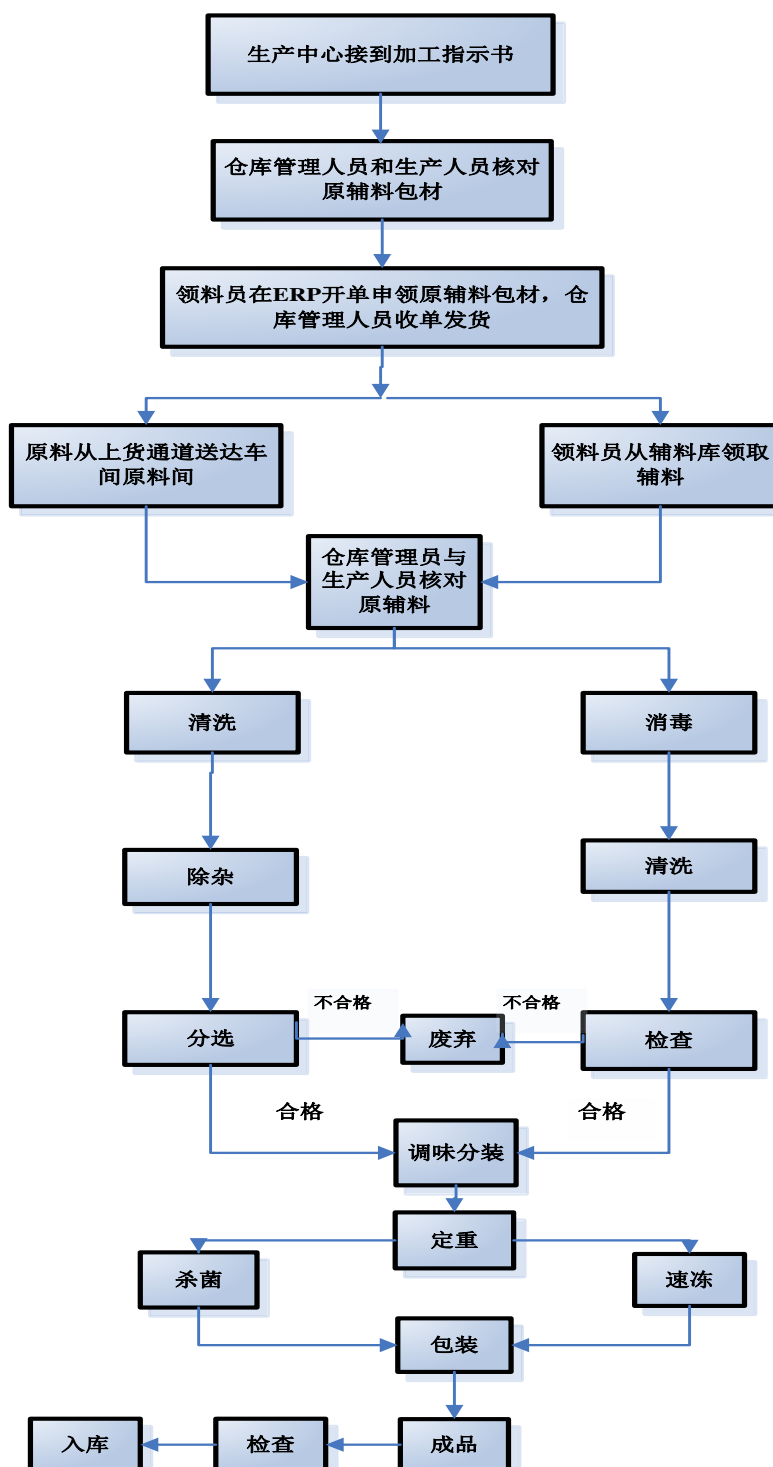 生产中心接到加工指示书
仓库管理人员和生产人员核对
原辅料包材
领料员在ERP开单申领原辅料包材，仓
库管理人员收单发货
原料从上货通道送达车
间原料间
领料员从辅料库领取
辅料
仓库管理员与
生产人员核对
原辅料
清洗
消毒
除杂
清洗
不合格
不合格
分选
废弃
检查
合格
合格
调味分装
定重
杀菌
速冻
包装
入库
检查
成品